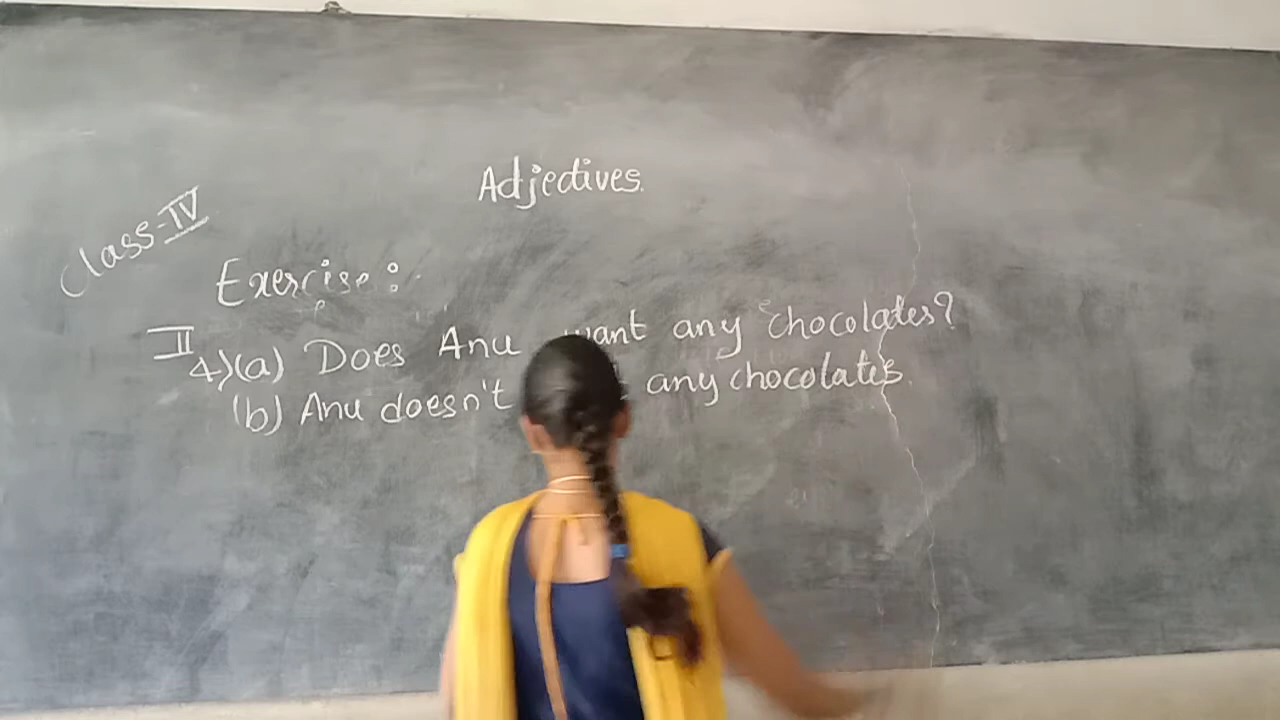 Adjectives.
Class-IV
Exercise:
II
4)(a) Does Anu want any chocolates?
(b) Anu doesn't any chocolates.